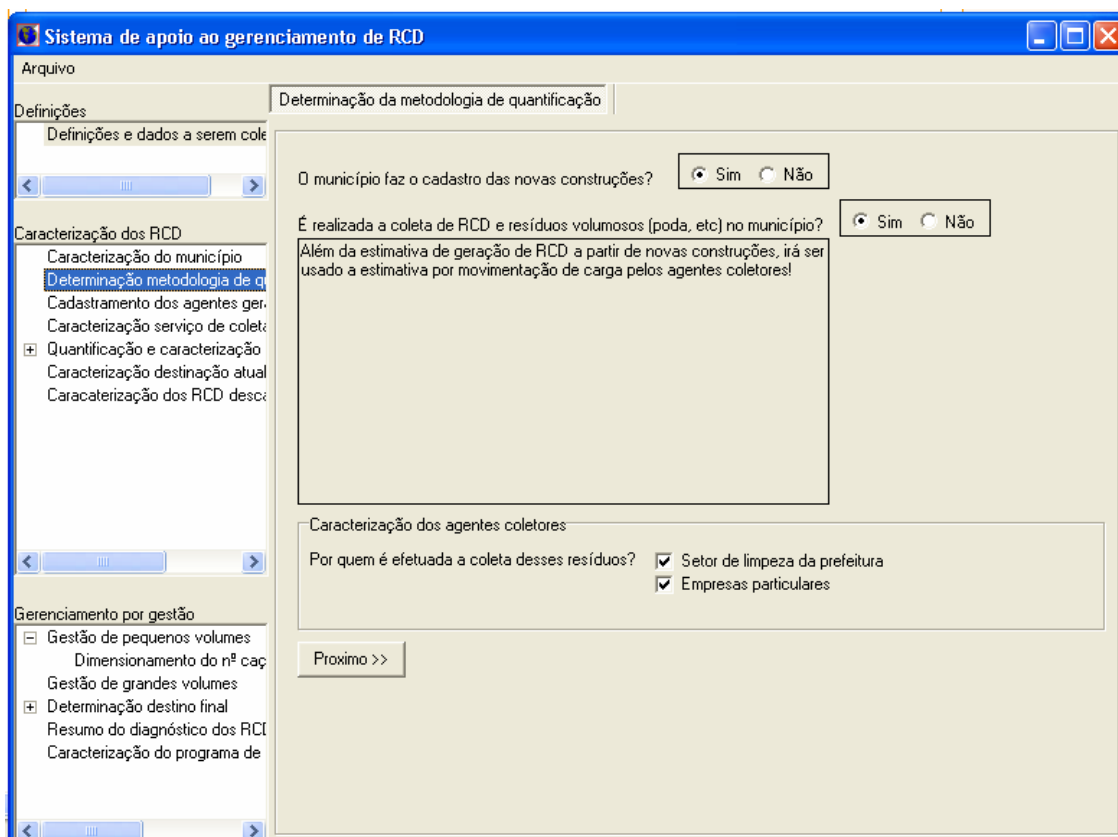 Sistema de apoio ao gerenciamento de RCD
Arquivo
Definições
Definições e dados a serem cole
Caracterização dos RCD
Caracterização do município
Determinação metodologia de q
Cadastramento dos agentes ger
Caracterização serviço de coleta
Quantificação e caracterização
Caracterização destinação atual
Caracaterização dos RCD desca
Gerenciamento por gestão
Gestão de pequenos volumes
Dimensionamento do nº caç
Gestão de grandes volumes
Determinação destino final
Resumo do diagnóstico dos RCD
Caracterização do programa de
Determinação da metodologia de quantificação
O município faz o cadastro das novas construções? Sim Não
É realizada a coleta de RCD e resíduos volumosos (poda, etc) no município? Sim Não
Além da estimativa de geração de RCD a partir de novas construções, irá ser
usado a estimativa por movimentação de carga pelos agentes coletores!
Caracterização dos agentes coletores
Por quem é efetuada a coleta desses resíduos? Setor de limpeza da prefeitura
Empresas particulares
Proximo >>